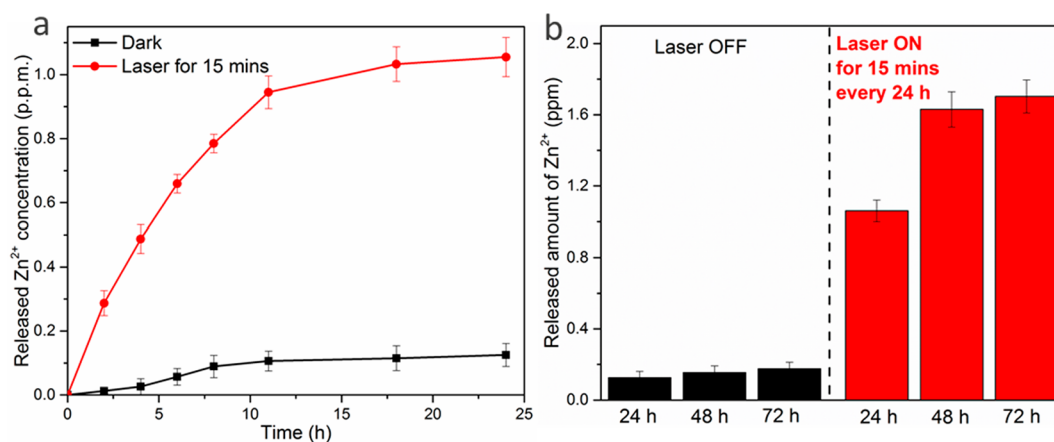 a
Dark
Laser for 15 mins
Released Zn²⁺ concentration (p.p.m.)
1.0
0.8
0.6
0.4
0.2
0.0
0 5 10 15 20 25
Time (h)
b
Laser OFF
Laser ON
for 15 mins
every 24 h
Released amount of Zn²⁺ (ppm)
2.0
1.6
1.2
0.8
0.4
0.0
24 h 48 h 72 h 24 h 48 h 72 h